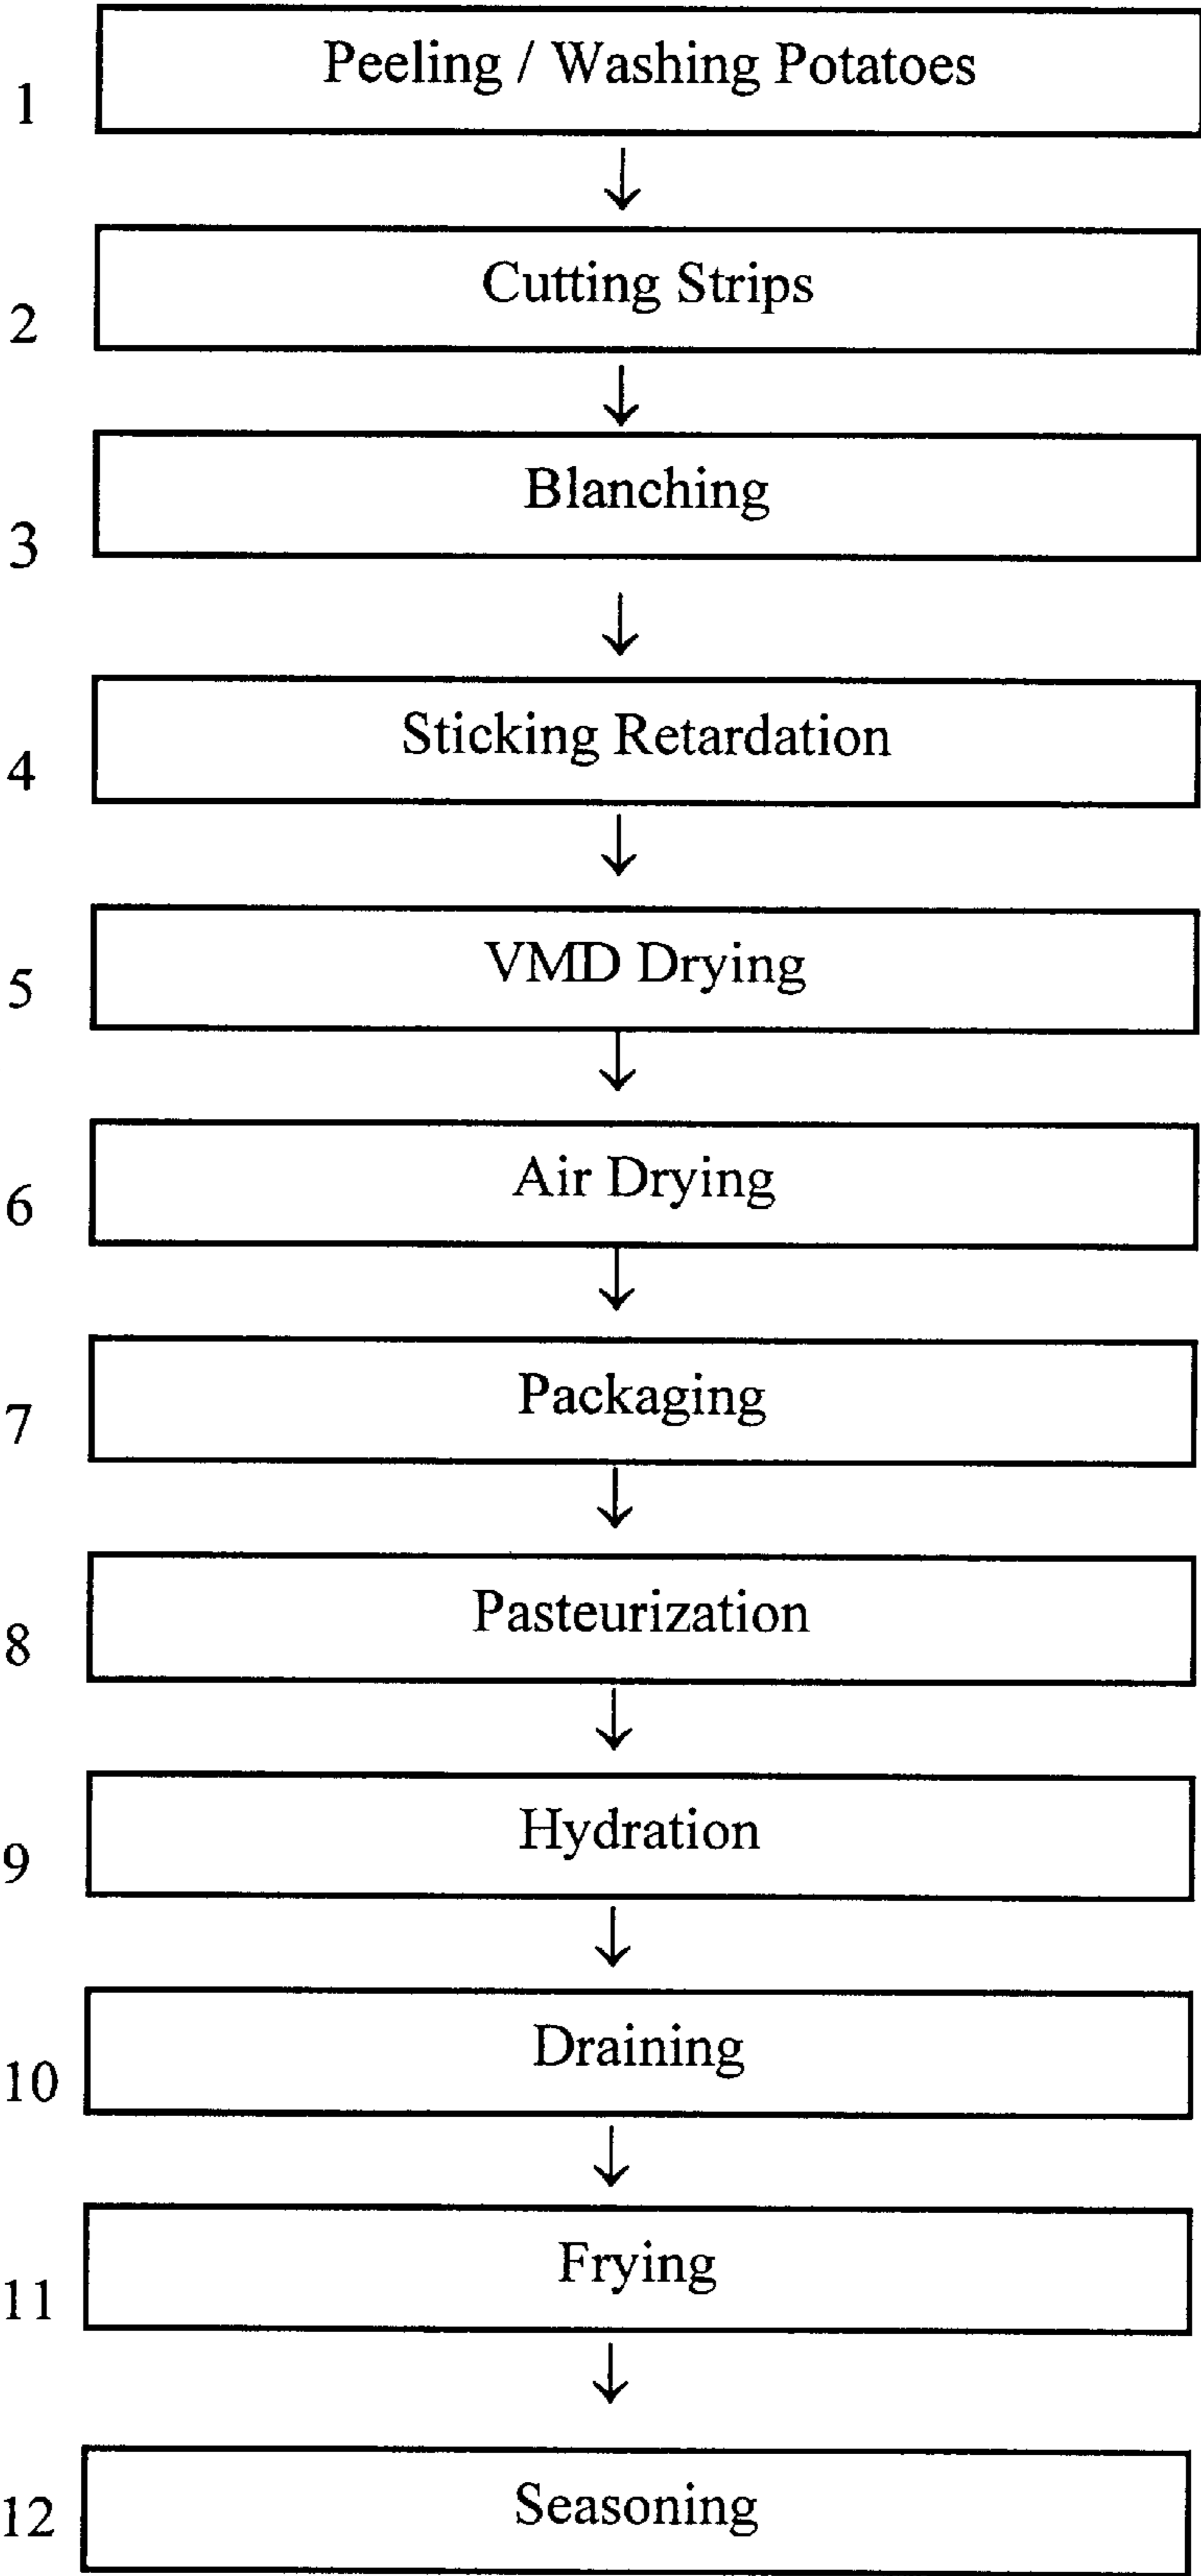 1 Peeling / Washing Potatoes
2 Cutting Strips
3 Blanching
4 Sticking Retardation
5 VMD Drying
6 Air Drying
7 Packaging
8 Pasteurization
9 Hydration
10 Draining
11 Frying
12 Seasoning